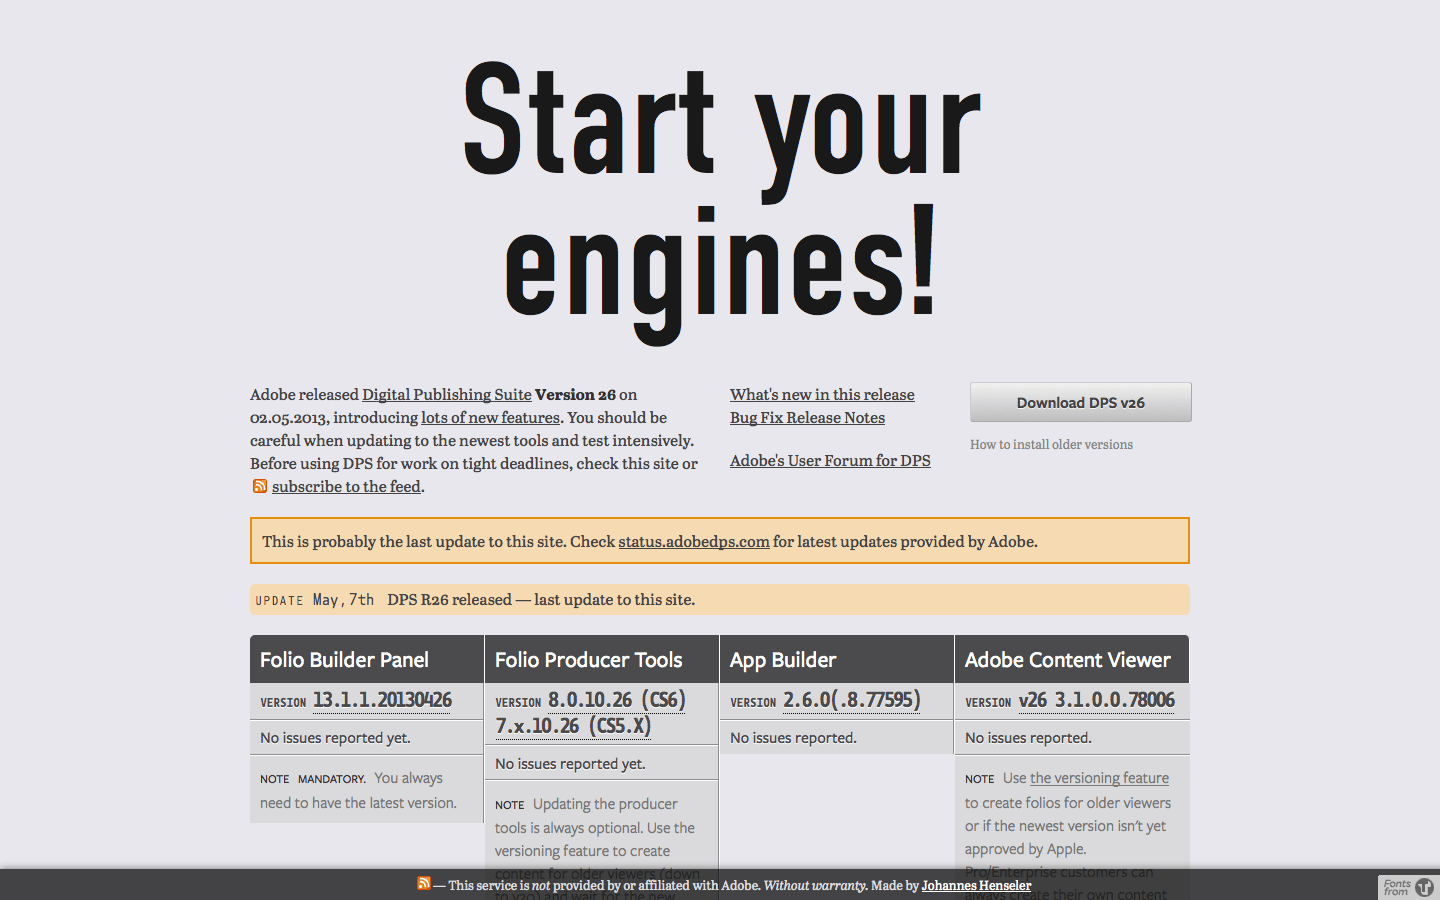 Start your
engines!
Adobe released Digital Publishing Suite Version 26 on
02.05.2013, introducing lots of new features. You should be
careful when updating to the newest tools and test intensively.
Before using DPS for work on tight deadlines, check this site or
subscribe to the feed.
What's new in this release
Bug Fix Release Notes
Adobe's User Forum for DPS
Download DPS v26
How to install older versions
This is probably the last update to this site. Check status.adobedps.com for latest updates provided by Adobe.
UPDATE May, 7th DPS R26 released — last update to this site.
Folio Builder Panel
VERSION 13.1.1.20130426
No issues reported yet.
NOTE MANDATORY. You always
need to have the latest version.
Folio Producer Tools
VERSION 8.0.10.26 (CS6)
7.x.10.26 (CS5.X)
No issues reported yet.
NOTE Updating the producer
tools is always optional. Use the
versioning feature to create
content for older viewers (down
to v20) and wait for the new
App Builder
VERSION 2.6.0(.8.77595)
No issues reported.
Adobe Content Viewer
VERSION v26 3.1.0.0.78006
No issues reported.
NOTE Use the versioning feature
to create folios for older viewers
or if the newest version isn't yet
approved by Apple.
Pro/Enterprise customers can
always create their own content
— This service is not provided by or affiliated with Adobe. Without warranty. Made by Johannes Henseler
Fonts
from